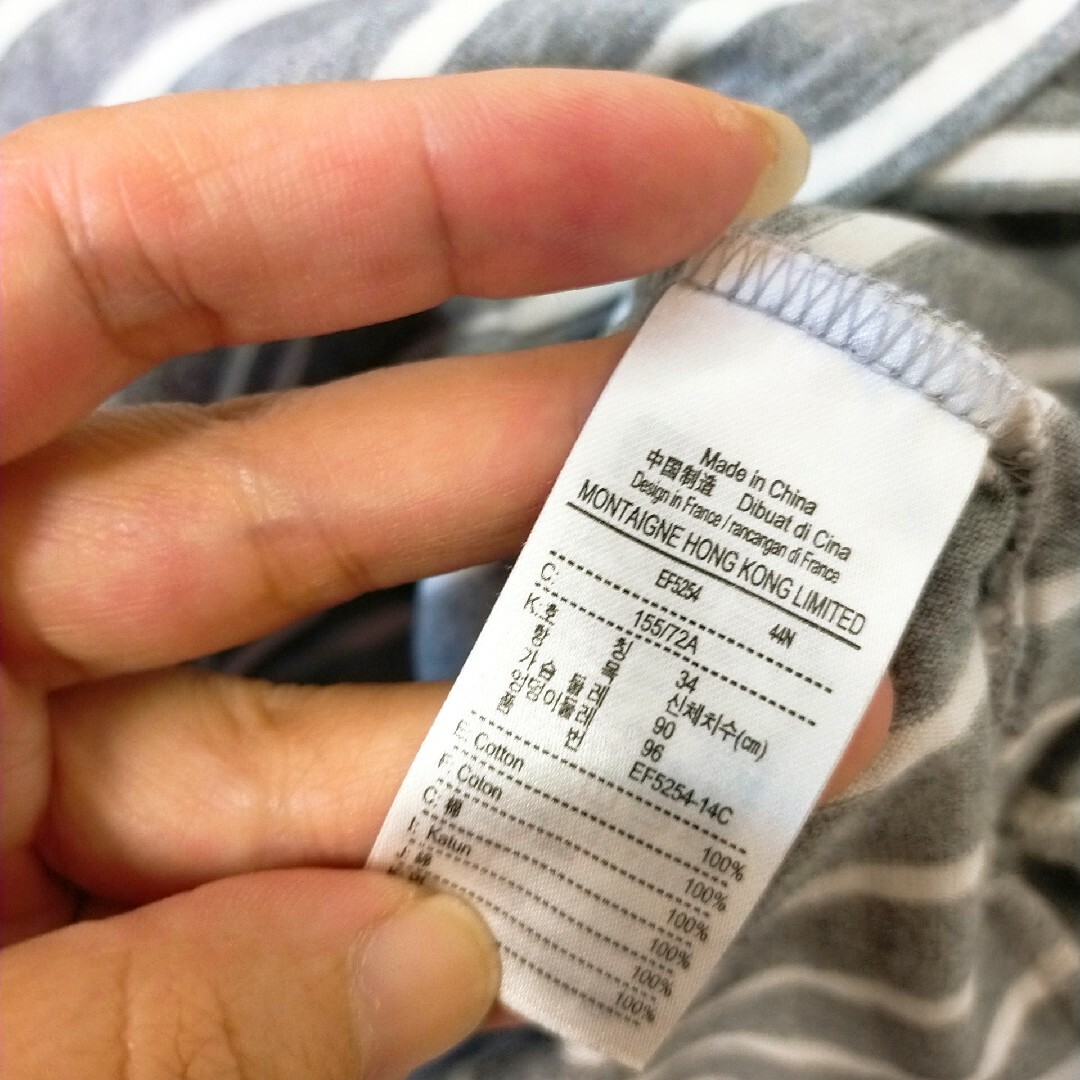 Made in China
中国制造 Dibuat di Cina
Design in France / rancangan di France
MONTAIGNE HONG KONG LIMITED
EF5254 44N
C: 155/72A
K: 호 칭 34
항 목 신체치수(cm)
가슴 둘레 90
엉덩이둘레 96
품 번 EF5254-14C
E: Cotton 100%
F: Coton 100%
C: 棉 100%
I: Katun 100%
J: 綿 100%
100%